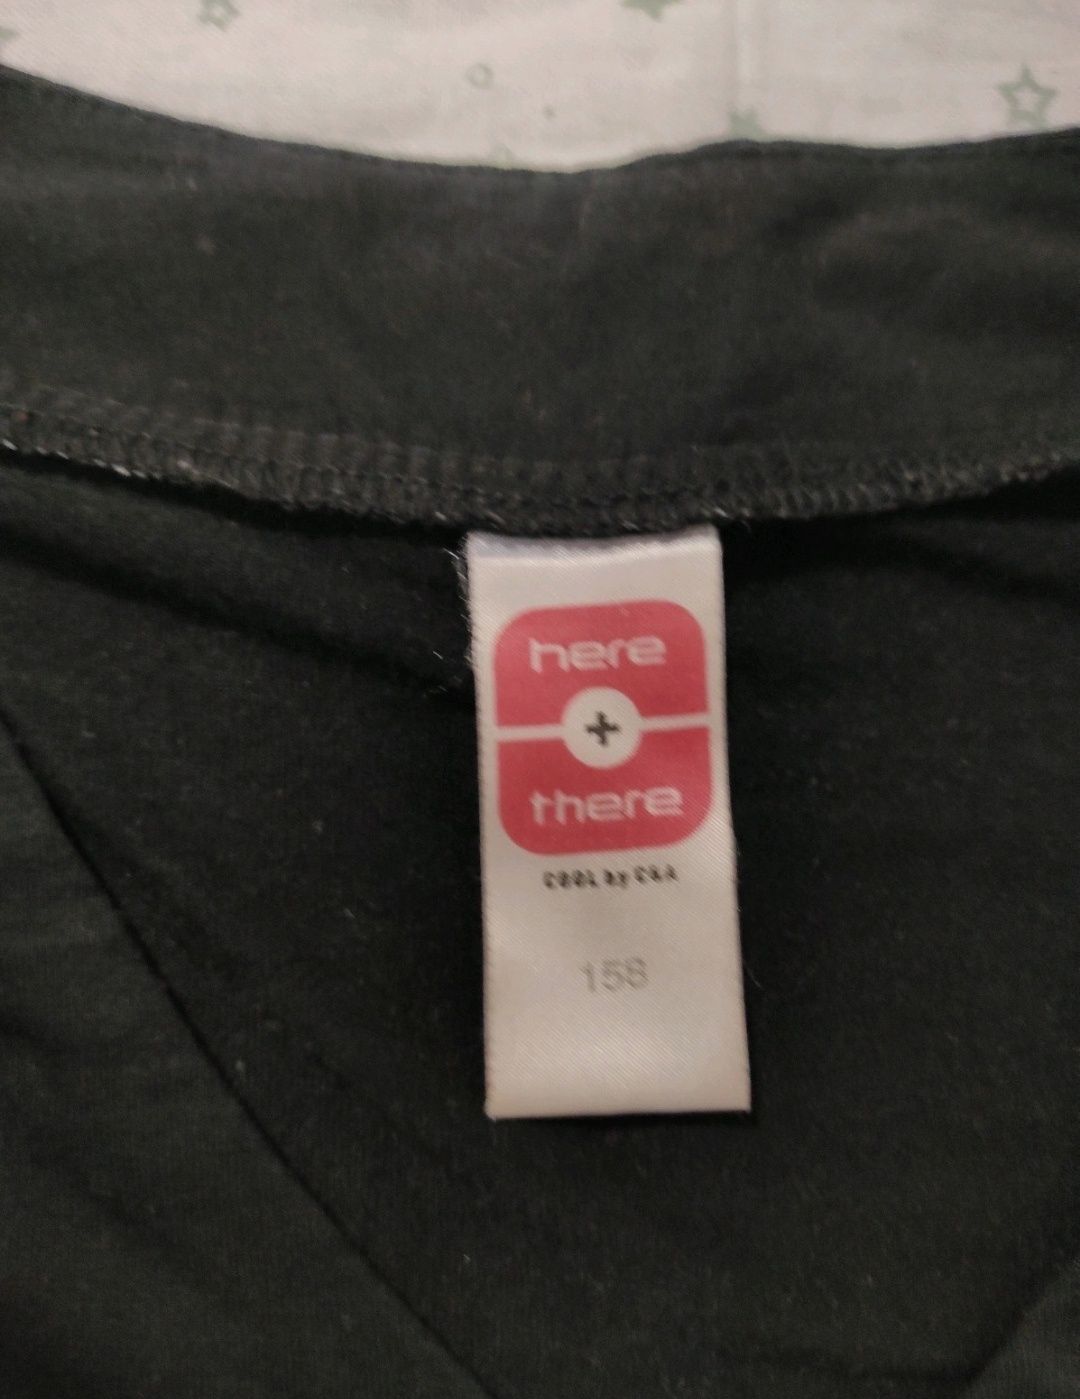 here
+
there
COOL by C&A
158